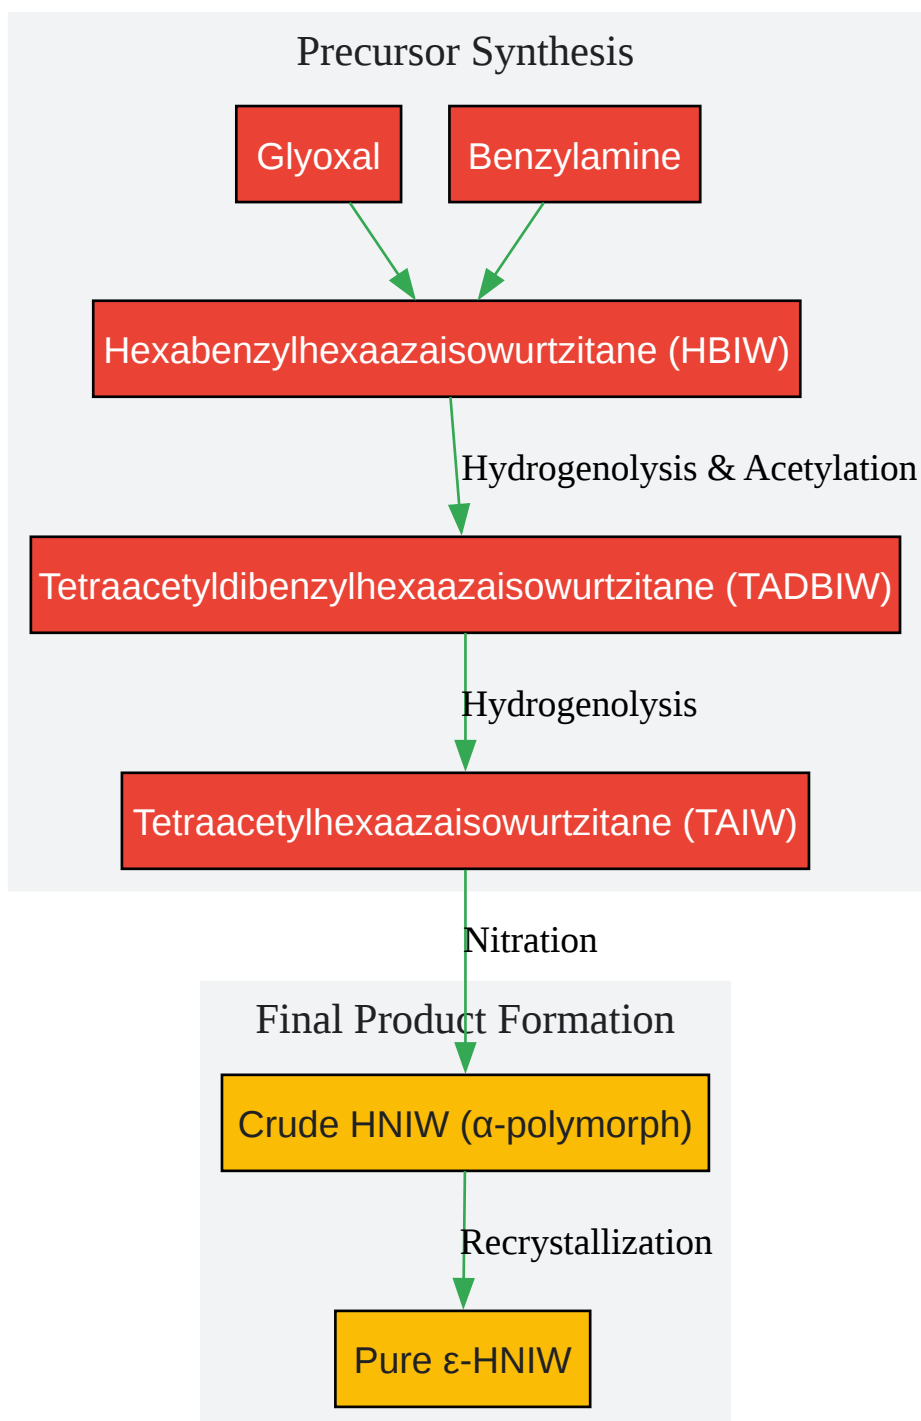 Precursor Synthesis
Glyoxal
Benzylamine
Hexabenzylhexaazaisowurtzitane (HBIW)
Hydrogenolysis & Acetylation
Tetraacetyldibenzylhexaazaisowurtzitane (TADBIW)
Hydrogenolysis
Tetraacetylhexaazaisowurtzitane (TAIW)
Nitration
Final Product Formation
Crude HNIW (α-polymorph)
Recrystallization
Pure ε-HNIW